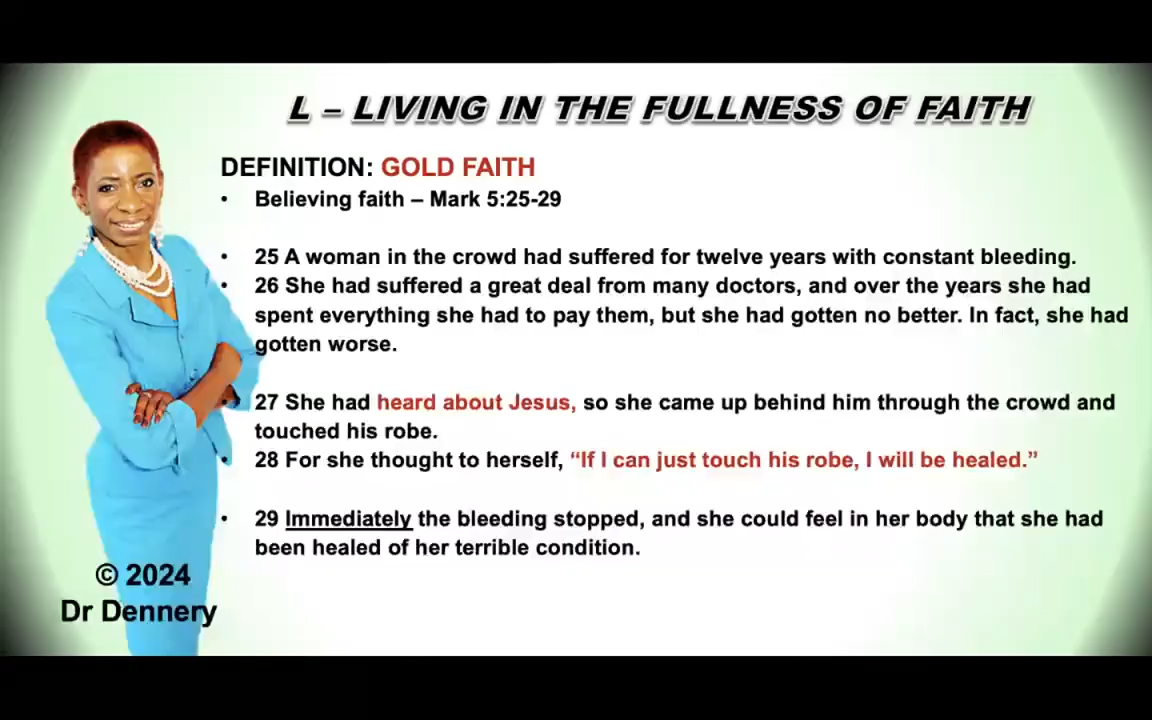 L – LIVING IN THE FULLNESS OF FAITH
DEFINITION: GOLD FAITH
• Believing faith – Mark 5:25-29
• 25 A woman in the crowd had suffered for twelve years with constant bleeding.
• 26 She had suffered a great deal from many doctors, and over the years she had
spent everything she had to pay them, but she had gotten no better. In fact, she had
gotten worse.
• 27 She had heard about Jesus, so she came up behind him through the crowd and
touched his robe.
• 28 For she thought to herself, “If I can just touch his robe, I will be healed.”
• 29 Immediately the bleeding stopped, and she could feel in her body that she had
been healed of her terrible condition.
© 2024
Dr Dennery